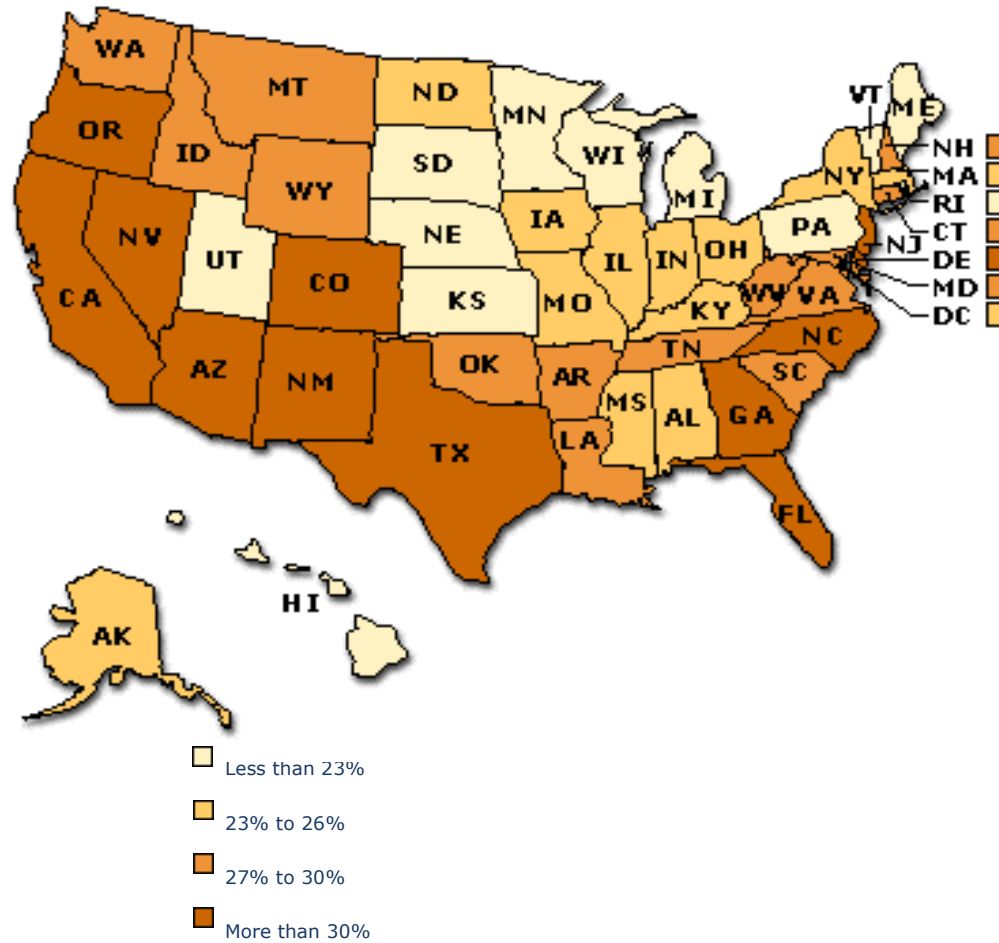 WA
MT
ND
MN
VT
ME
OR
ID
SD
WI
NH
MA
WY
MI
NY
RI
NV
UT
NE
IA
PA
CT
NJ
DE
CA
CO
IL
IN
OH
MD
KS
MO
WV
VA
DC
KY
NC
AZ
NM
OK
AR
TN
SC
MS
AL
GA
TX
LA
FL
HI
AK
Less than 23%
23% to 26%
27% to 30%
More than 30%